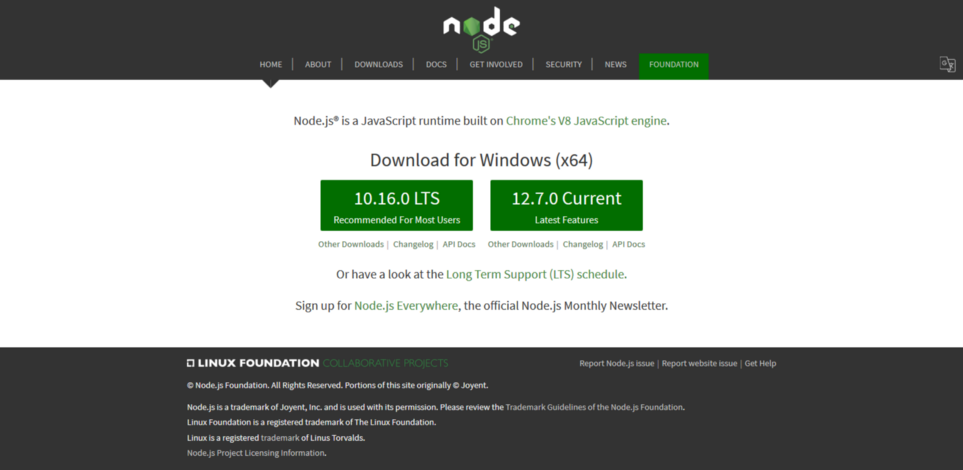 node
JS
HOME | ABOUT | DOWNLOADS | DOCS | GET INVOLVED | SECURITY | NEWS FOUNDATION
Node.js® is a JavaScript runtime built on Chrome's V8 JavaScript engine.
Download for Windows (x64)
10.16.0 LTS
Recommended For Most Users
12.7.0 Current
Latest Features
Other Downloads | Changelog | API Docs
Other Downloads | Changelog | API Docs
Or have a look at the Long Term Support (LTS) schedule.
Sign up for Node.js Everywhere, the official Node.js Monthly Newsletter.
LINUX FOUNDATION COLLABORATIVE PROJECTS
Report Node.js issue | Report website issue | Get Help
© Node.js Foundation. All Rights Reserved. Portions of this site originally © Joyent.
Node.js is a trademark of Joyent, Inc. and is used with its permission. Please review the Trademark Guidelines of the Node.js Foundation.
Linux Foundation is a registered trademark of The Linux Foundation.
Linux is a registered trademark of Linus Torvalds.
Node.js Project Licensing Information.